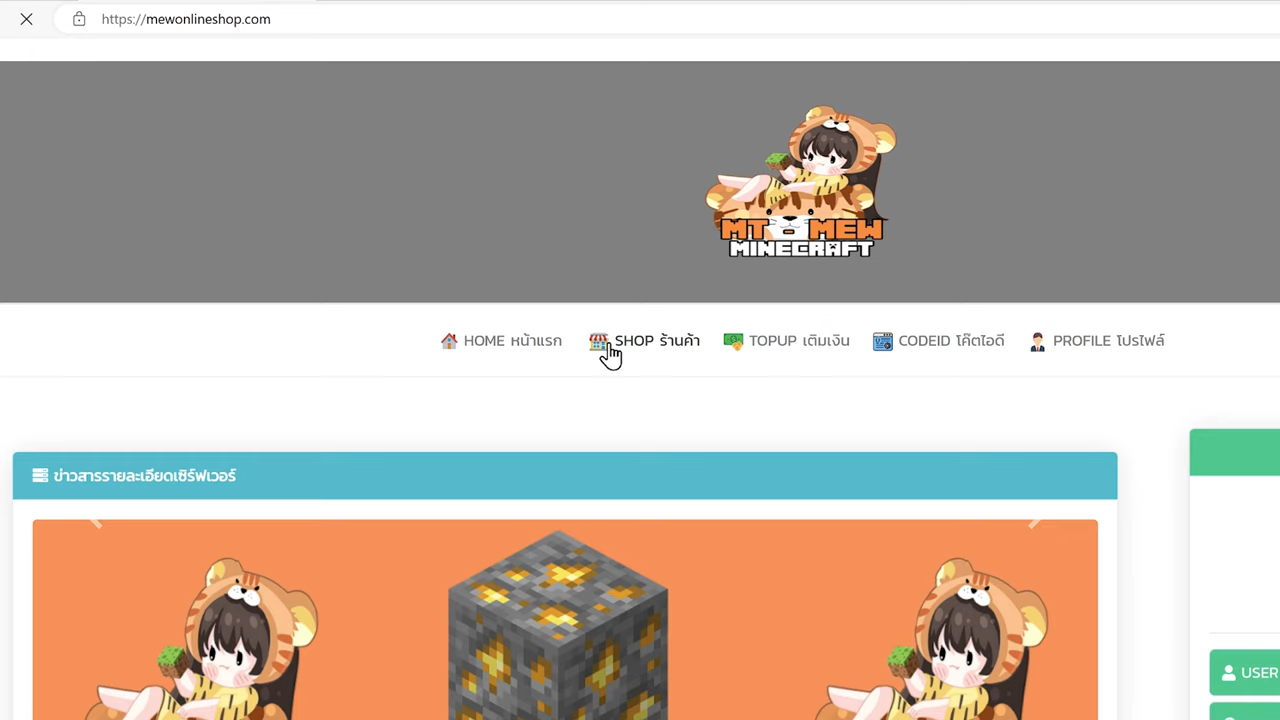 https://mewonlineshop.com
MT MEW
MINECRAFT
HOME หน้าแรก
SHOP ร้านค้า
TOPUP เติมเงิน
CODEID โค๊ตไอดี
PROFILE โปรไฟล์
ข่าวสารรายละเอียดเซิร์ฟเวอร์
USER